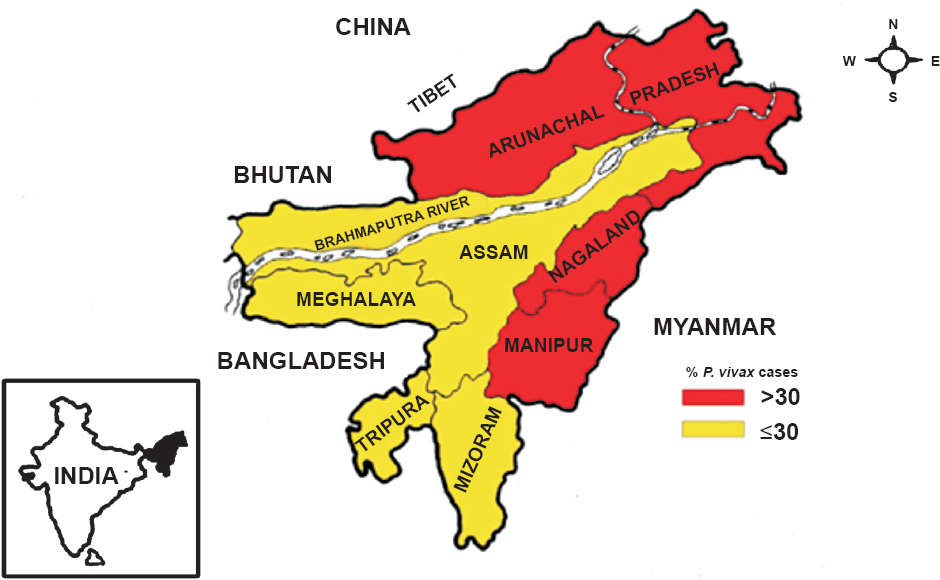 CHINA
N
W
E
S
TIBET
PRADESH
ARUNACHAL
BHUTAN
BRAHMAPUTRA RIVER
ASSAM
NAGALAND
MEGHALAYA
MYANMAR
MANIPUR
BANGLADESH
% P. vivax cases
>30
≤30
TRIPURA
MIZORAM
INDIA